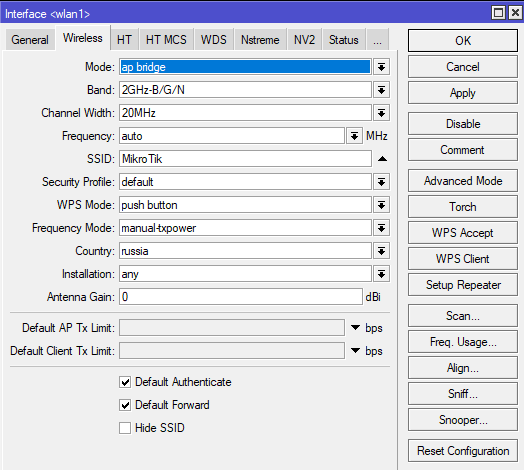 Interface <wlan1>
General Wireless HT HT MCS WDS Nstreme NV2 Status ...
Mode: ap bridge
Band: 2GHz-B/G/N
Channel Width: 20MHz
Frequency: auto MHz
SSID: MikroTik
Security Profile: default
WPS Mode: push button
Frequency Mode: manual-txpower
Country: russia
Installation: any
Antenna Gain: 0 dBi
Default AP Tx Limit: bps
Default Client Tx Limit: bps
Default Authenticate
Default Forward
Hide SSID
OK
Cancel
Apply
Disable
Comment
Advanced Mode
Torch
WPS Accept
WPS Client
Setup Repeater
Scan...
Freq. Usage...
Align...
Sniff...
Snooper...
Reset Configuration